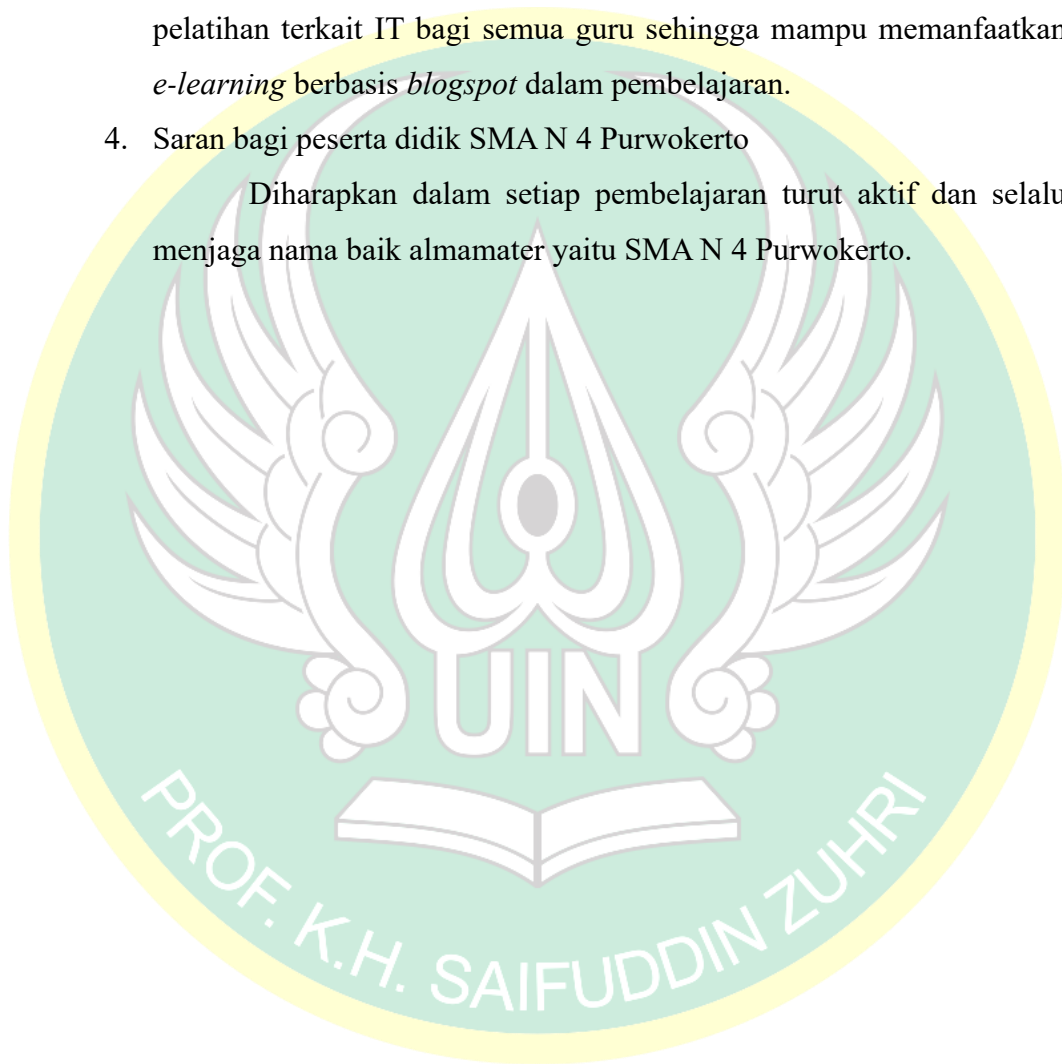 pelatihan terkait IT bagi semua guru sehingga mampu memanfaatkan
e-learning berbasis blogspot dalam pembelajaran.
4. Saran bagi peserta didik SMA N 4 Purwokerto
Diharapkan dalam setiap pembelajaran turut aktif dan selalu
menjaga nama baik almamater yaitu SMA N 4 Purwokerto.
UIN
PROF. K.H. SAIFUDDIN ZUHRI